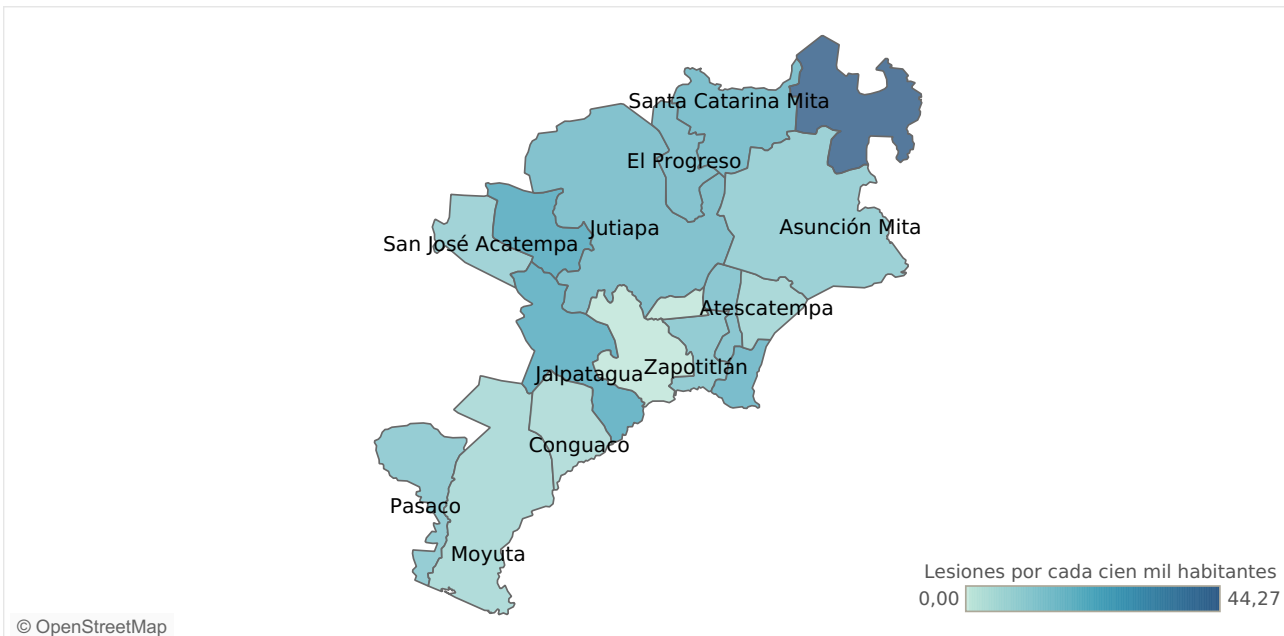 Santa Catarina Mita
El Progreso
Jutiapa
Asunción Mita
San José Acatempa
Atescatempa
Zapotitlán
Jalpatagua
Conguaco
Pasaco
Moyuta
Lesiones por cada cien mil habitantes
0,00 44,27
© OpenStreetMap